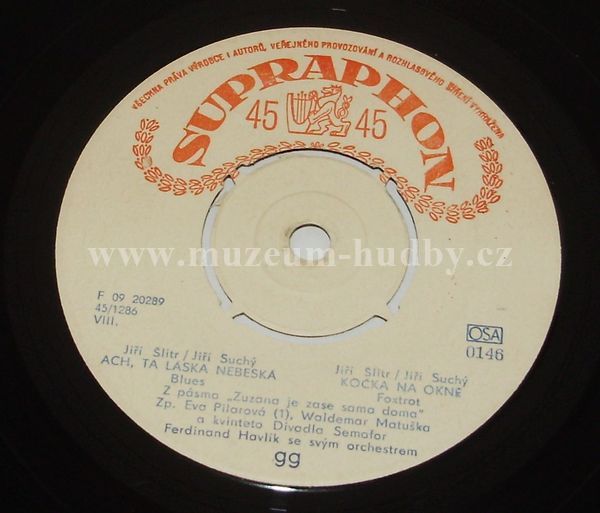 VŠECHNA PRÁVA VÝROBCE I AUTORŮ, VEŘEJNÉHO PROVOZOVÁNÍ A ROZHLASOVÉHO ŠÍŘENÍ VYHRAŽENA
SUPRAPHON
45 45
www.muzeum-hudby.cz
F 09 20289
45/1286
VIII.
OSA
0146
Jiří Šlitr/Jiří Suchý
ACH, TA LÁSKA NEBESKÁ
Blues
Jiří Šlitr/Jiří Suchý
KOČKA NA OKNĚ
Foxtrot
Z pásma „Zuzana je zase sama doma"
Zp. Eva Pilarová (1), Waldemar Matuška
a kvinteto Divadla Semafor
Ferdinand Havlík se svým orchestrem
gg